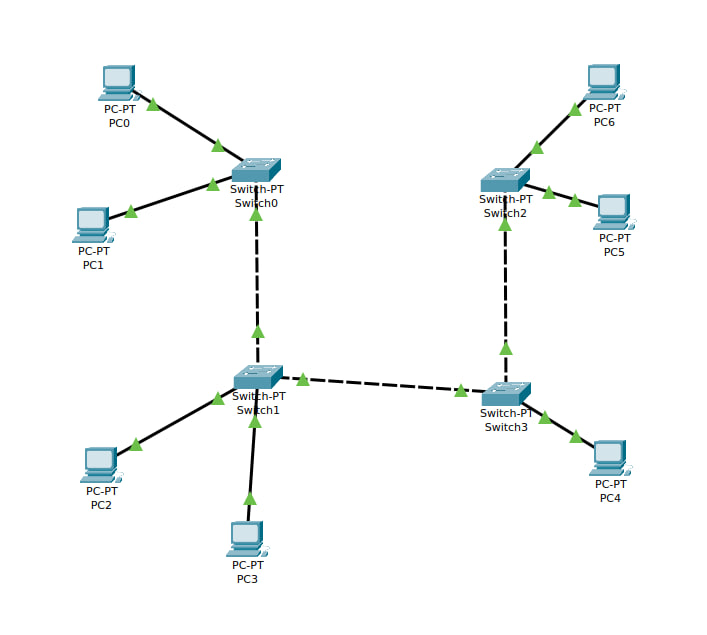 PC-PT
PC0
PC-PT
PC6
Switch-PT
Switch0
Switch-PT
Switch2
PC-PT
PC1
PC-PT
PC5
Switch-PT
Switch1
Switch-PT
Switch3
PC-PT
PC2
PC-PT
PC4
PC-PT
PC3